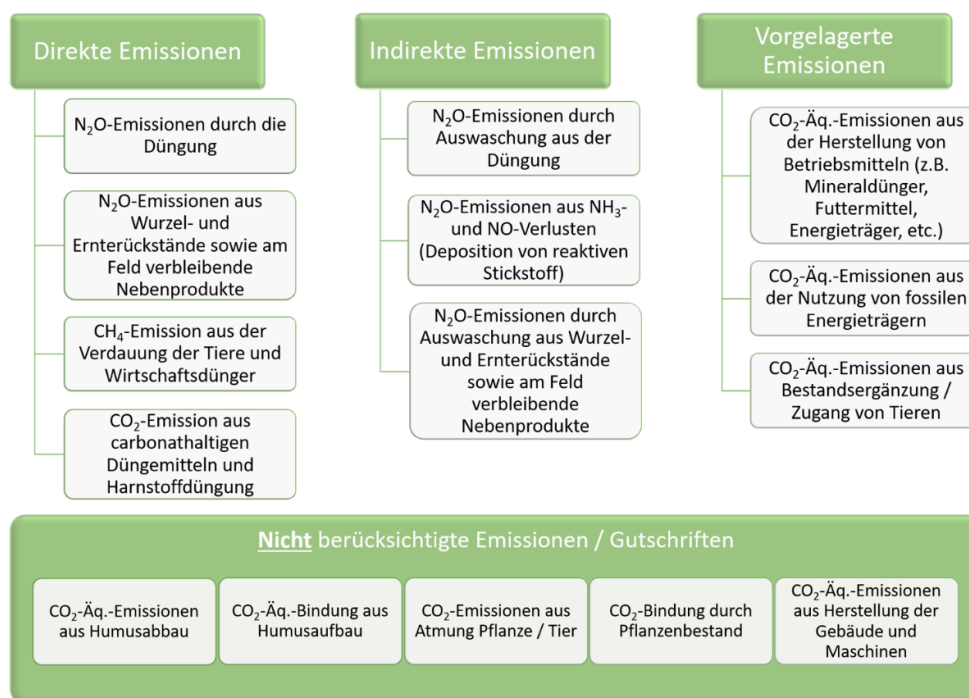 Direkte Emissionen
N₂O-Emissionen durch die
Düngung
N₂O-Emissionen aus
Wurzel- und
Ernterückstände sowie am
Feld verbleibende
Nebenprodukte
CH₄-Emission aus der
Verdauung der Tiere und
Wirtschaftsdünger
CO₂-Emission aus
carbonathaltigen
Düngemitteln und
Harnstoffdüngung
Indirekte Emissionen
N₂O-Emissionen durch
Auswaschung aus der
Düngung
N₂O-Emissionen aus NH₃-
und NO-Verlusten
(Deposition von reaktiven
Stickstoff)
N₂O-Emissionen durch
Auswaschung aus Wurzel-
und Ernterückstände
sowie am Feld
verbleibende
Nebenprodukte
Vorgelagerte
Emissionen
CO₂-Äq.-Emissionen aus
der Herstellung von
Betriebsmitteln (z.B.
Mineraldünger,
Futtermittel,
Energieträger, etc.)
CO₂-Äq.-Emissionen aus
der Nutzung von fossilen
Energieträgern
CO₂-Äq.-Emissionen aus
Bestandsergänzung /
Zugang von Tieren
Nicht berücksichtigte Emissionen / Gutschriften
CO₂-Äq.-Emissionen
aus Humusabbau
CO₂-Äq.-Bindung aus
Humusaufbau
CO₂-Emissionen aus
Atmung Pflanze / Tier
CO₂-Bindung durch
Pflanzenbestand
CO₂-Äq.-Emissionen
aus Herstellung der
Gebäude und
Maschinen